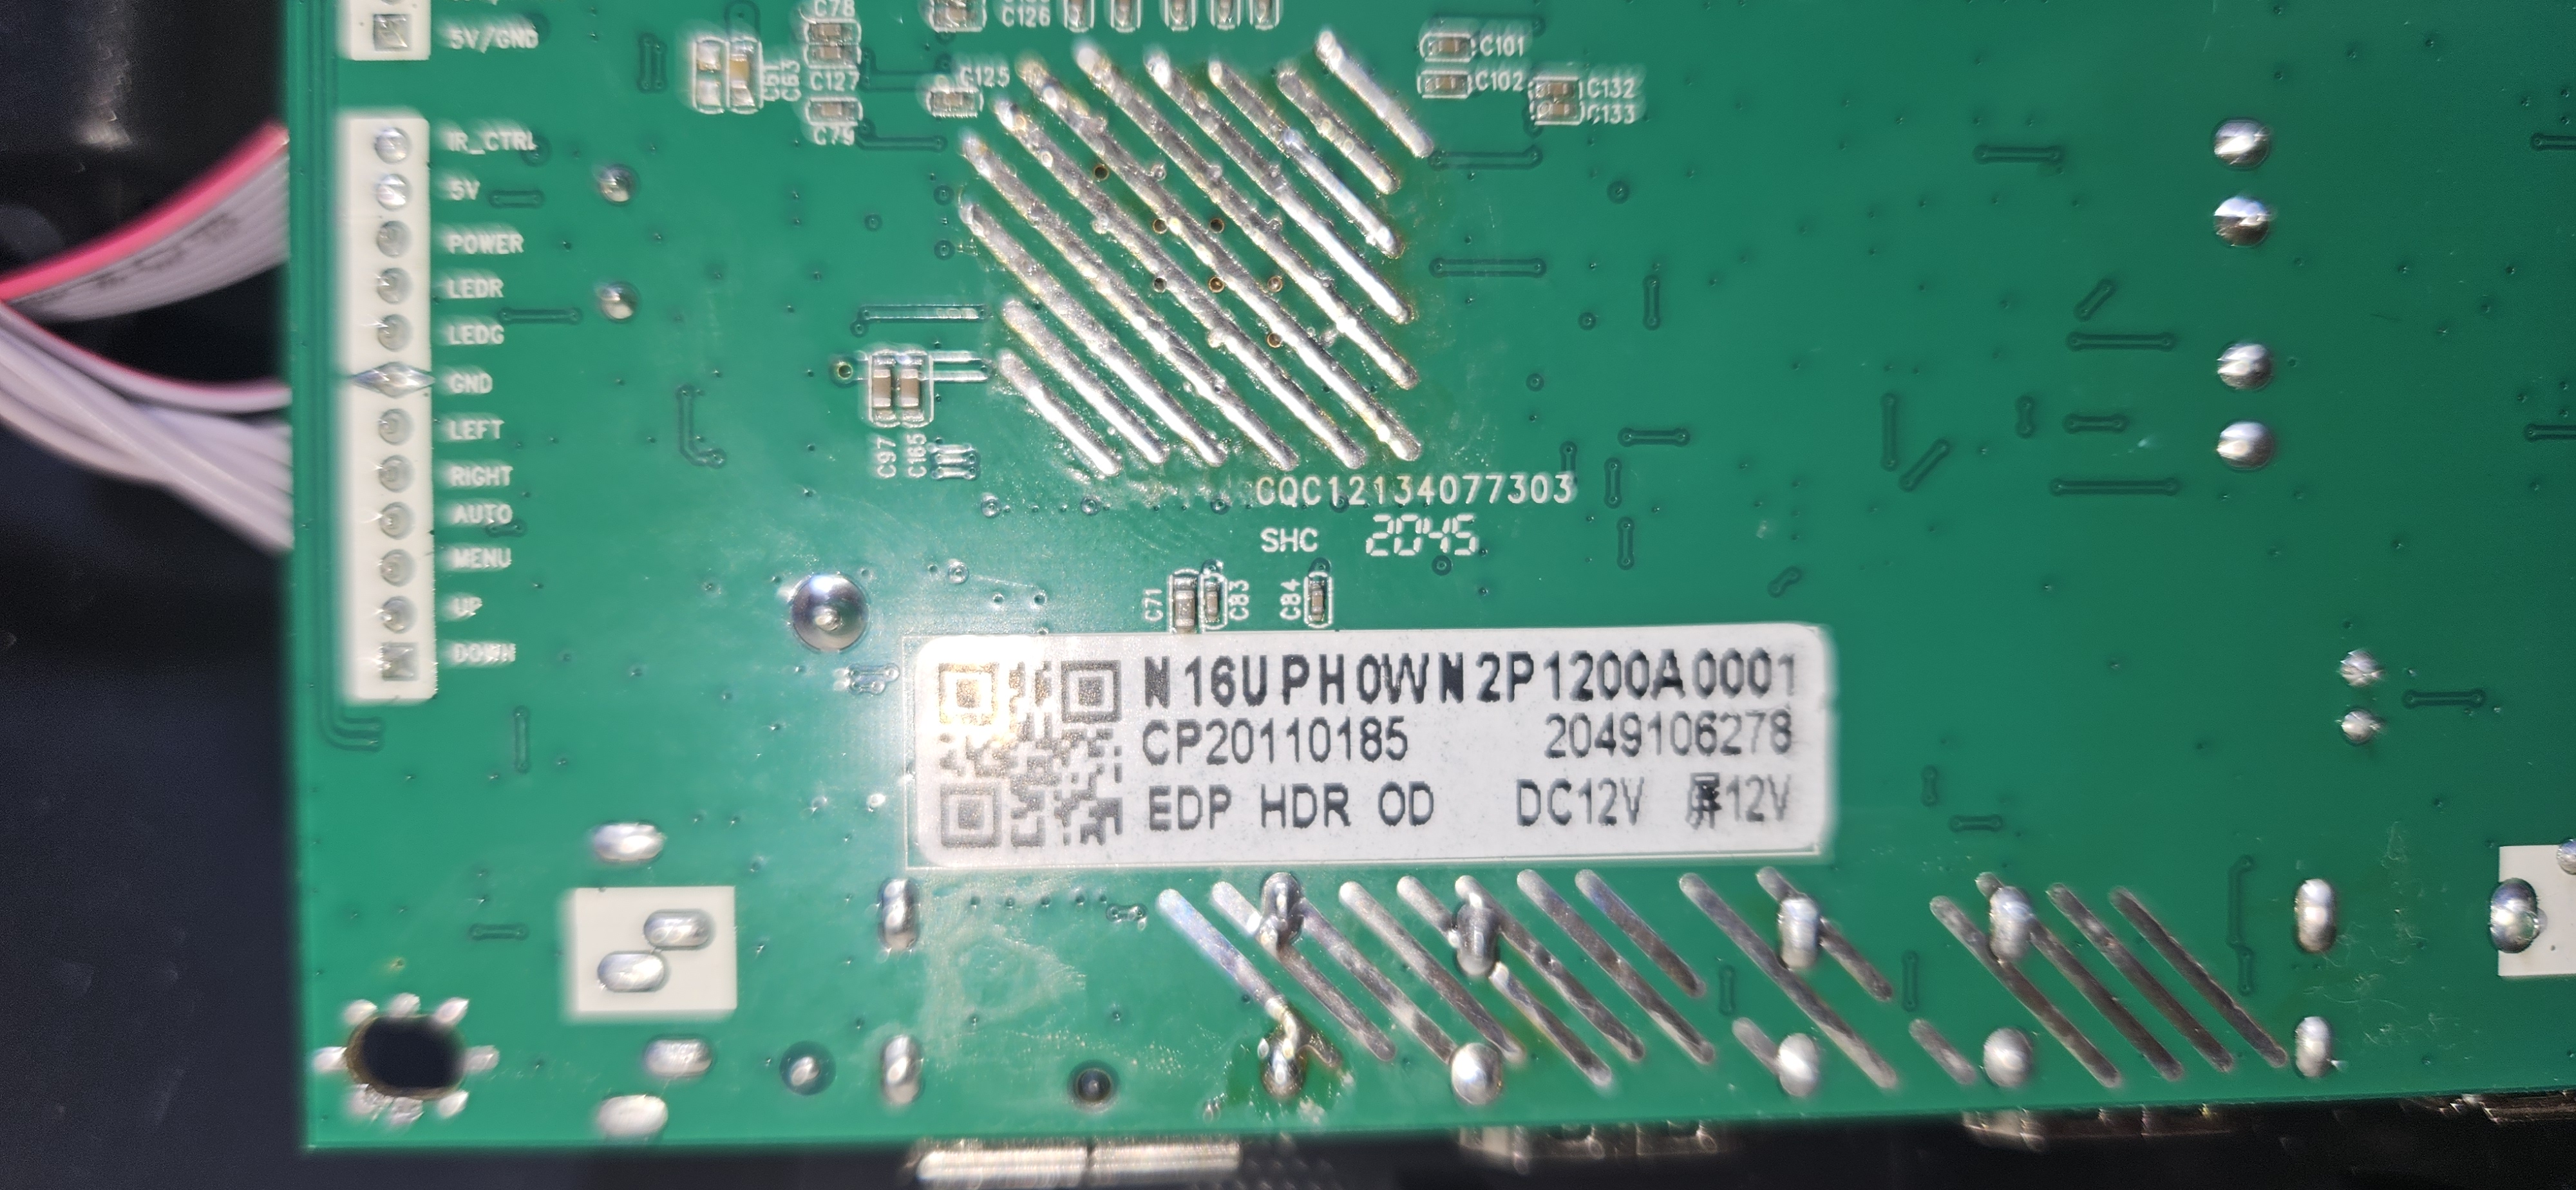 C78
C126
5V/GND
C61
C63
C127
C79
C125
C101
C102
C132
C133
IR_CTRL
5V
POWER
LEDR
LEDG
GND
LEFT
RIGHT
AUTO
MENU
UP
DOWN
C97
C165
CQC12134077303
SHC 2045
C71
C83
C84
N16UPH0WN2P1200A0001
CP20110185 2049106278
EDP HDR OD DC12V 屏12V